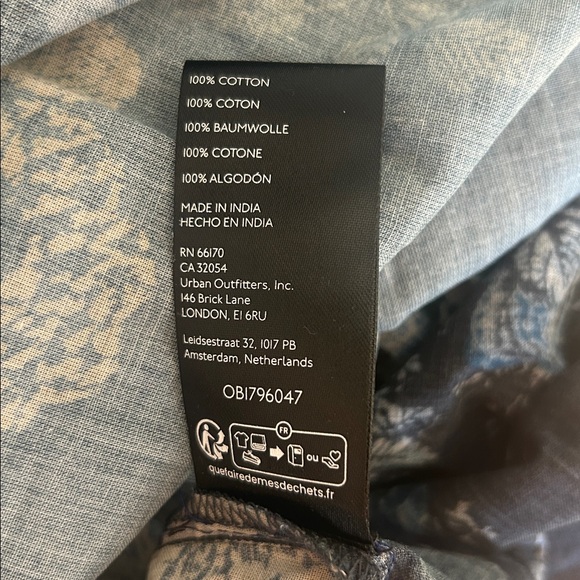 100% COTTON
100% COTON
100% BAUMWOLLE
100% COTONE
100% ALGODÓN
MADE IN INDIA
HECHO EN INDIA
RN 66170
CA 32054
Urban Outfitters, Inc.
146 Brick Lane
LONDON, E1 6RU
Leidsestraat 32, 1017 PB
Amsterdam, Netherlands
OB1796047
FR
ou
quefairedemesdechets.fr